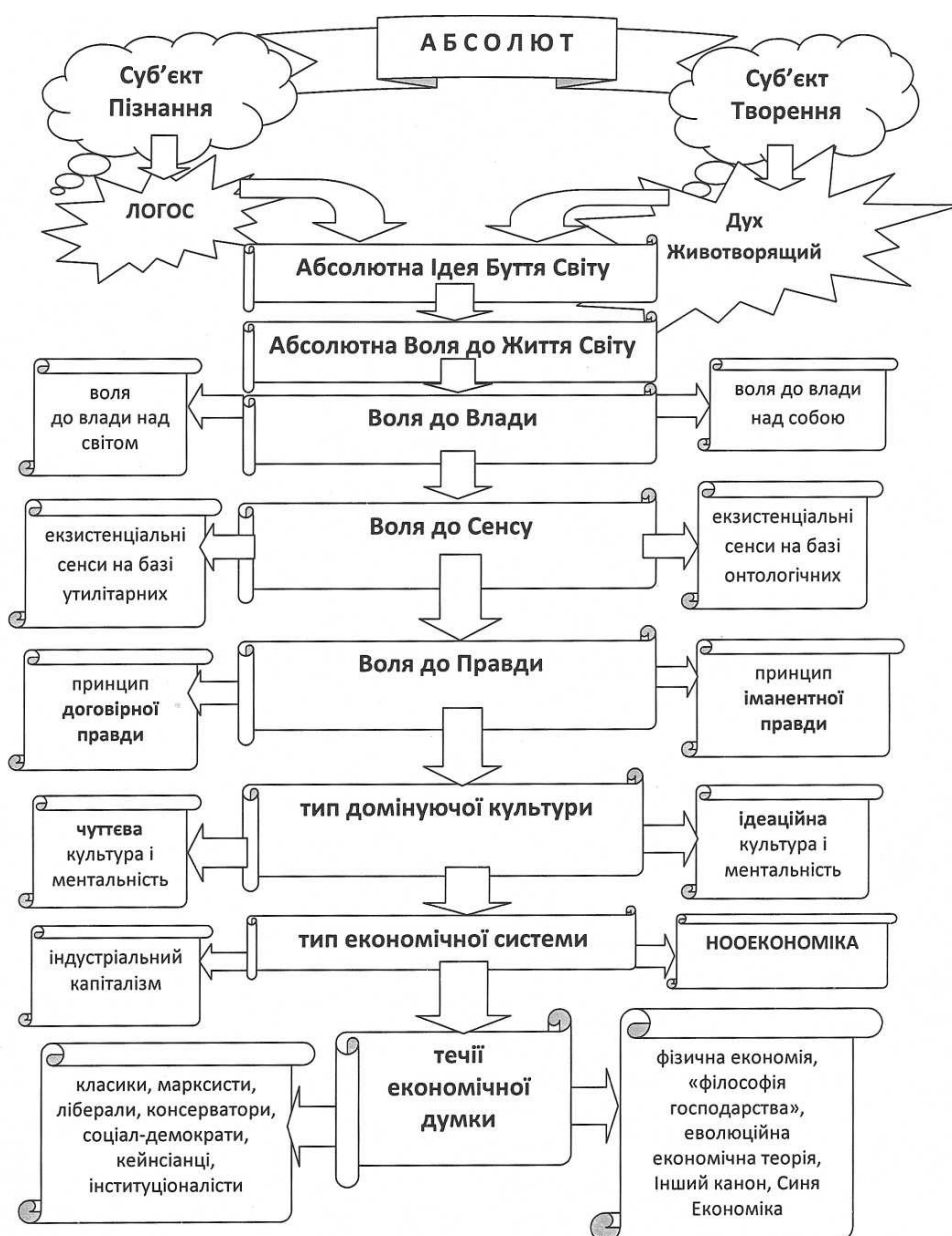 АБСОЛЮТ
Суб’єкт
Пізнання
Суб’єкт
Творення
ЛОГОС
Дух
Животворящий
Абсолютна Ідея Буття Світу
Абсолютна Воля до Життя Світу
воля
до влади над
світом
Воля до Влади
воля до влади
над собою
екзистенціальні
сенси на базі
утилітарних
Воля до Сенсу
екзистенціальні
сенси на базі
онтологічних
принцип
договірної
правди
Воля до Правди
принцип
іманентної
правди
чуттєва
культура і
ментальність
тип домінуючої культури
ідеаційна
культура і
ментальність
індустріальний
капіталізм
тип економічної системи
НООЕКОНОМІКА
класики, марксисти,
ліберали, консерватори,
соціал-демократи,
кейнсіанці,
інституціоналісти
течії
економічної
думки
фізична економія,
«філософія
господарства»,
еволюційна
економічна теорія,
Інший канон, Синя
Економіка